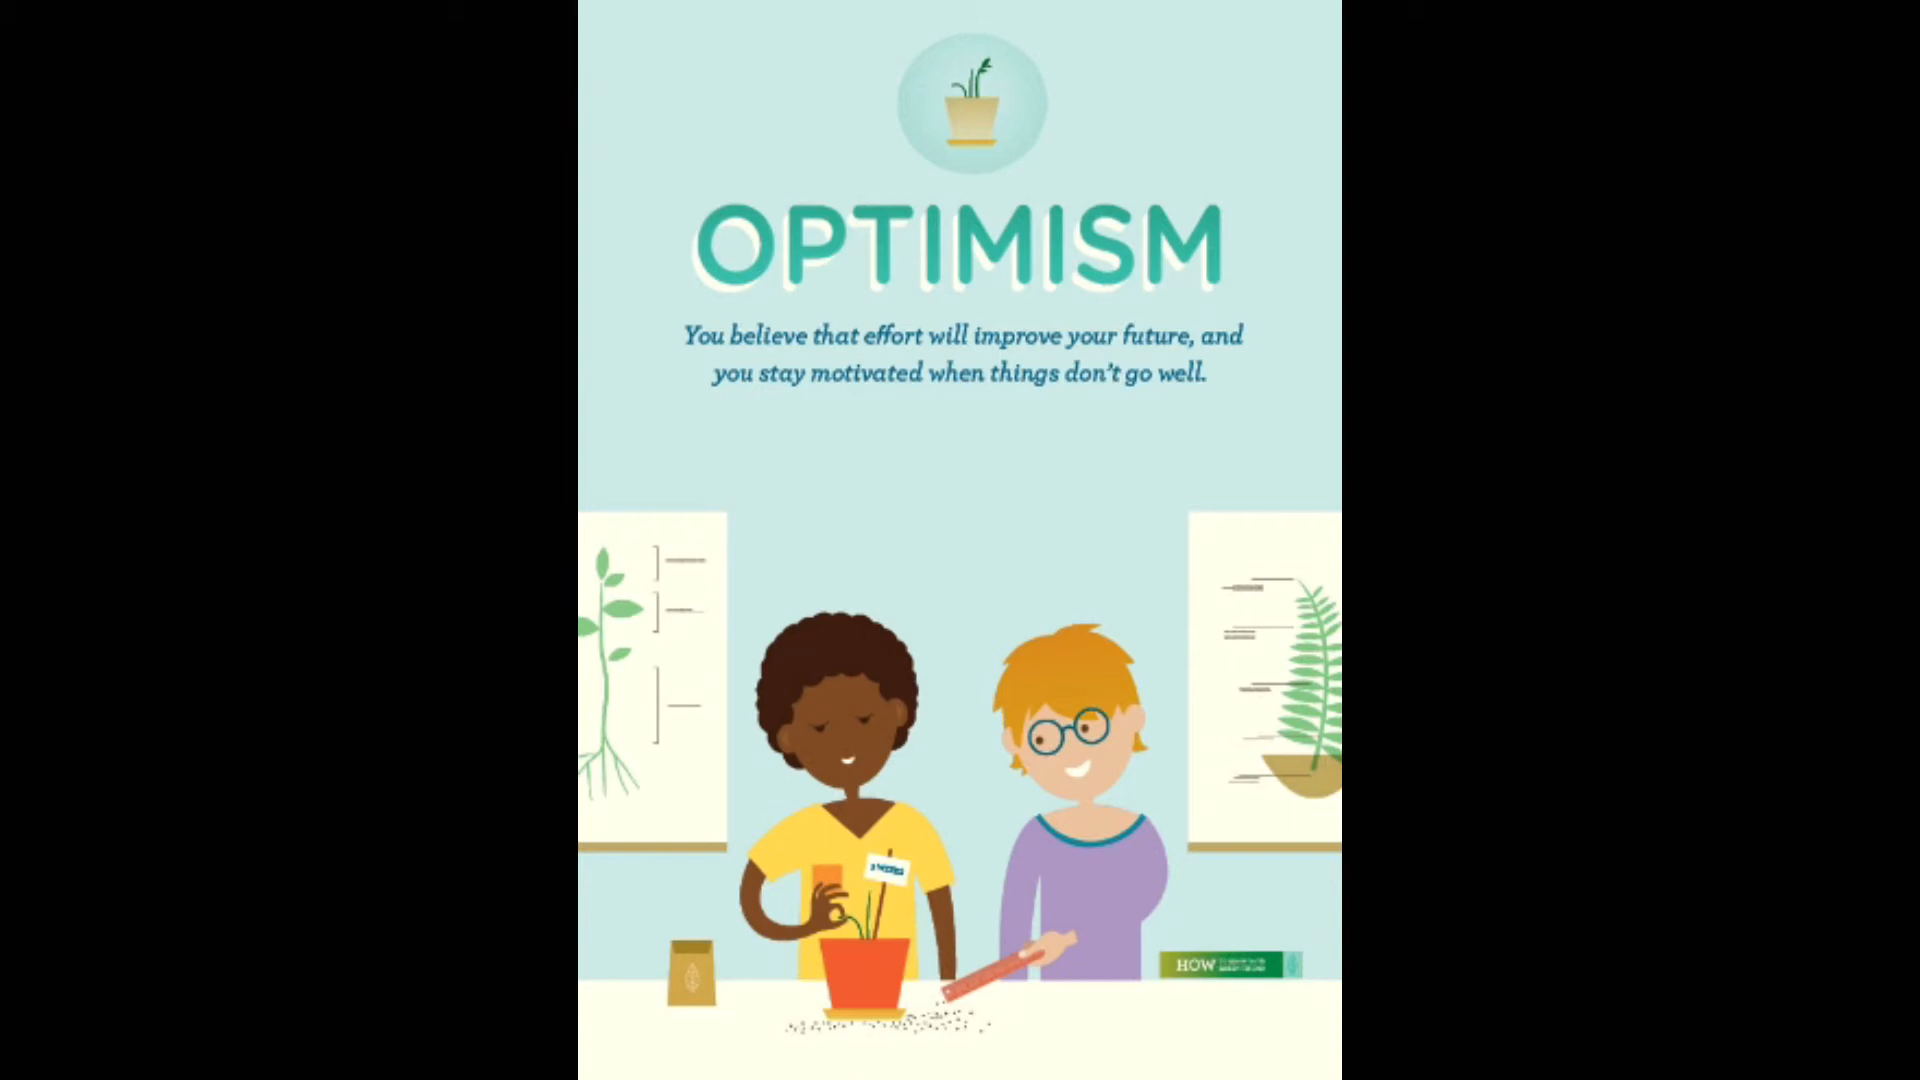 OPTIMISM
You believe that effort will improve your future, and
you stay motivated when things don't go well.
HOW